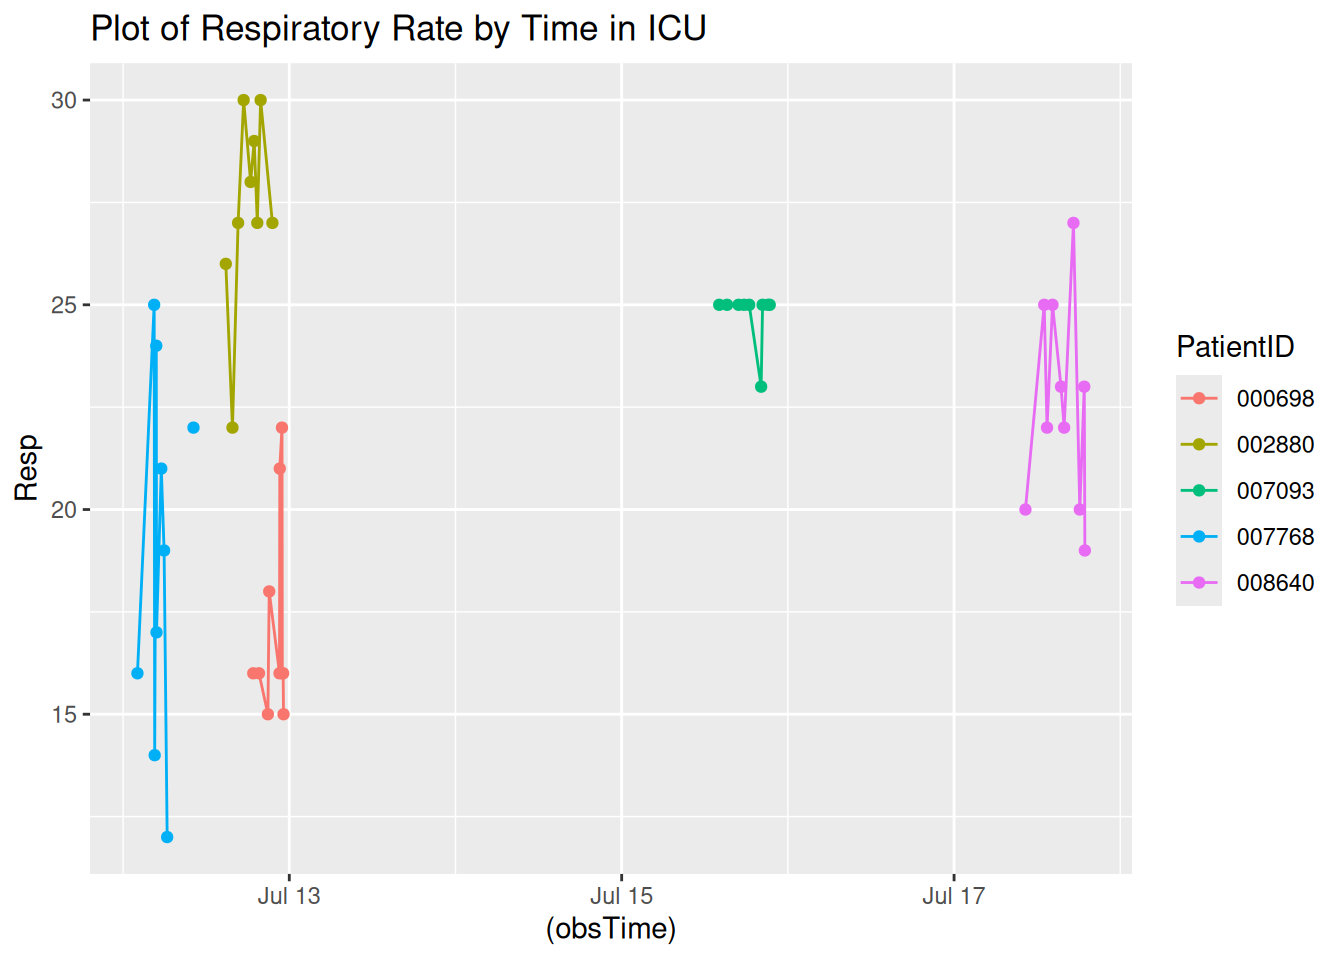 Plot of Respiratory Rate by Time in ICU
30
25
20
15
Resp
Jul 13
Jul 15
Jul 17
(obsTime)
PatientID
000698
002880
007093
007768
008640